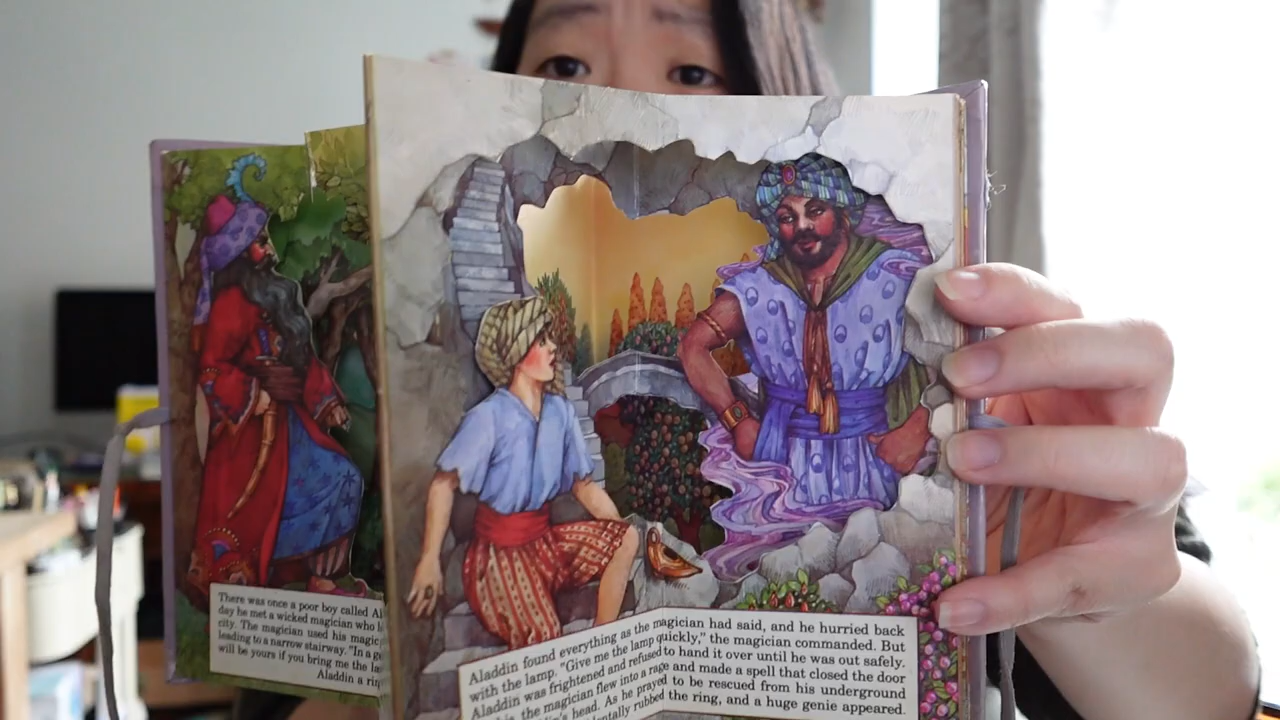 There was once a poor boy called Al
day he met a wicked magician who l
city. The magician used his magic
leading to a narrow stairway. "In a g
will be yours if you bring me the la
Aladdin a rin
Aladdin found everything as the magician had said, and he hurried back
with the lamp. "Give me the lamp quickly," the magician commanded. But
Aladdin was frightened and refused to hand it over until he was out safely.
the magician flew into a rage and made a spell that closed the door
head. As he prayed to be rescued from his underground
rubbed the ring, and a huge genie appeared.